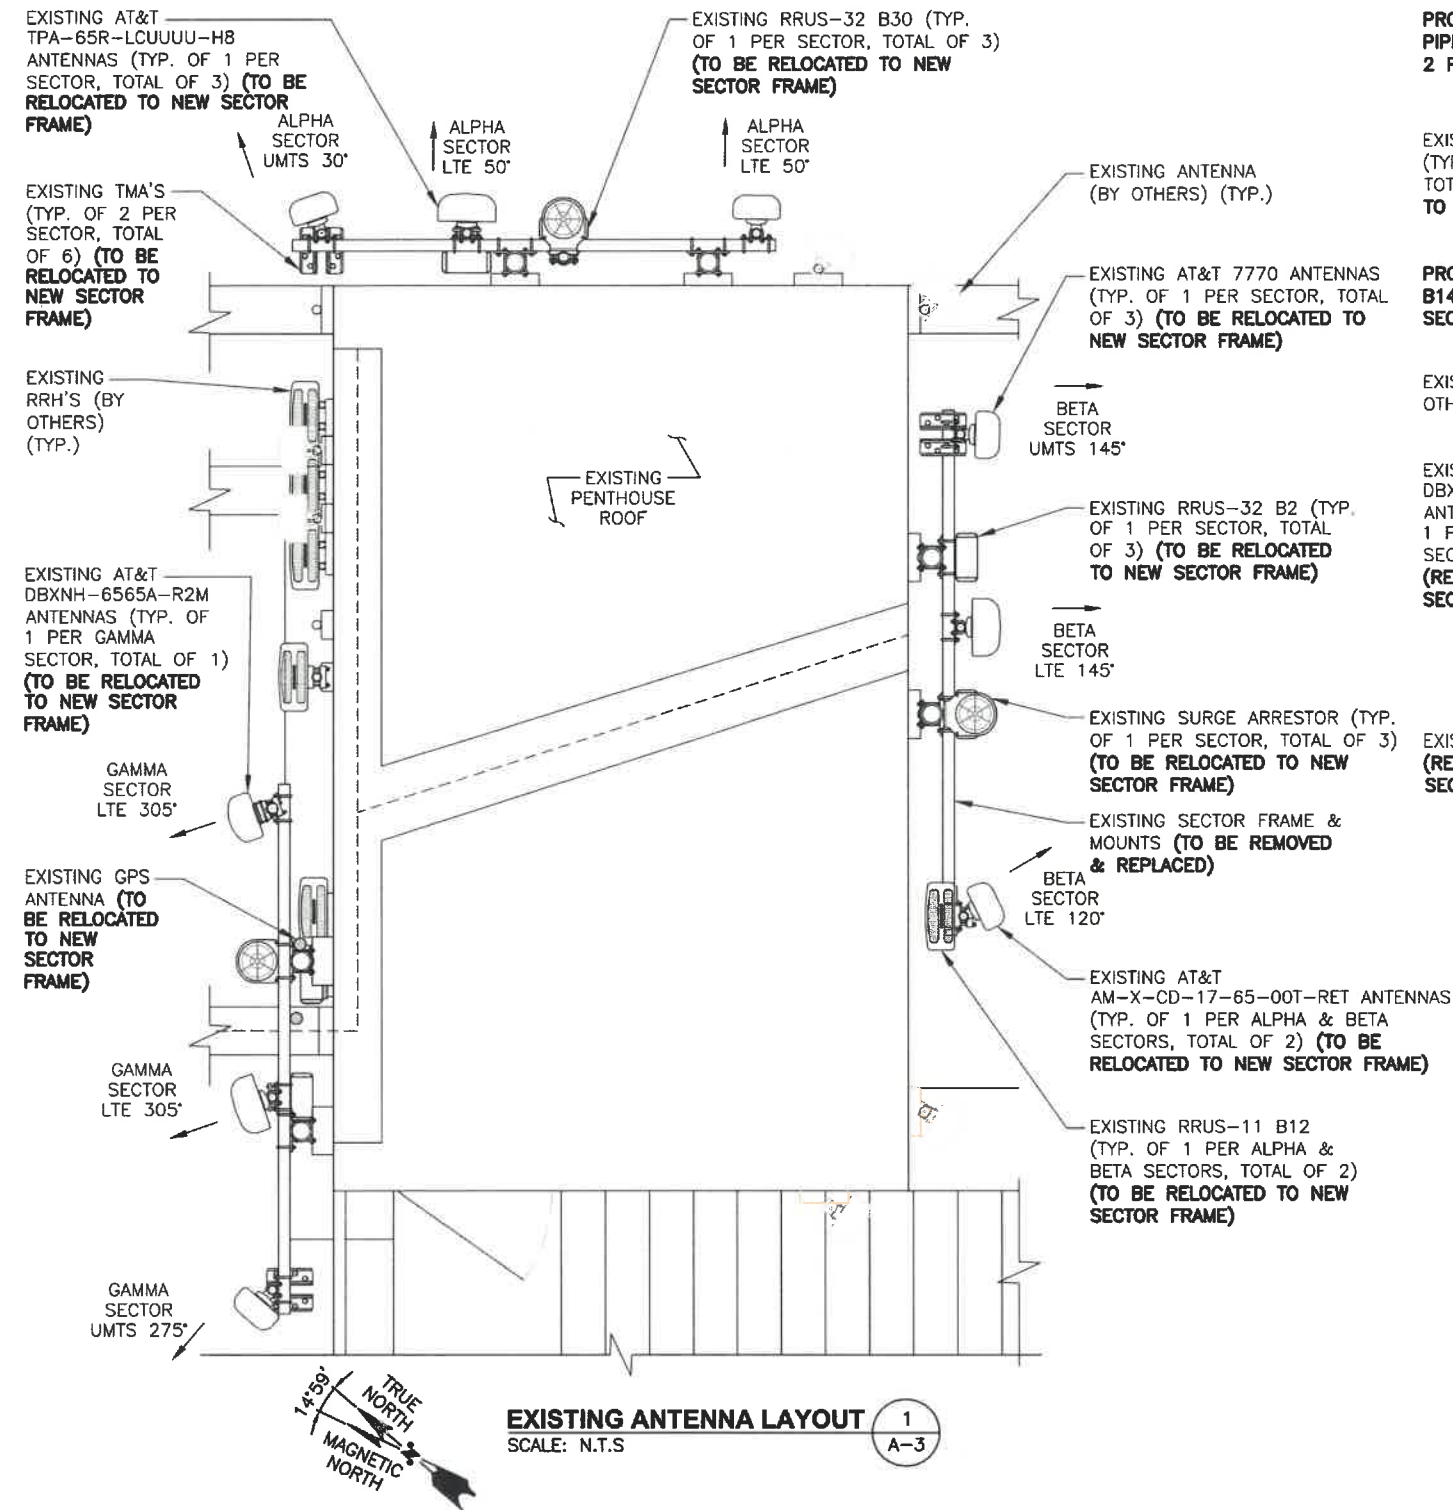 EXISTING AT&T
TPA-65R-LCUUUU-H8
ANTENNAS (TYP. OF 1 PER
SECTOR, TOTAL OF 3) (TO BE
RELOCATED TO NEW SECTOR
FRAME)
ALPHA
SECTOR
UMTS 30°
ALPHA
SECTOR
LTE 50°
EXISTING RRUS-32 B30 (TYP.
OF 1 PER SECTOR, TOTAL OF 3)
(TO BE RELOCATED TO NEW
SECTOR FRAME)
ALPHA
SECTOR
LTE 50°
EXISTING TMA'S
(TYP. OF 2 PER
SECTOR, TOTAL
OF 6) (TO BE
RELOCATED TO
NEW SECTOR
FRAME)
EXISTING
RRH'S (BY
OTHERS)
(TYP.)
EXISTING AT&T
DBXNH-6565A-R2M
ANTENNAS (TYP. OF
1 PER GAMMA
SECTOR, TOTAL OF 1)
(TO BE RELOCATED
TO NEW SECTOR
FRAME)
GAMMA
SECTOR
LTE 305°
EXISTING GPS
ANTENNA (TO
BE RELOCATED
TO NEW
SECTOR
FRAME)
GAMMA
SECTOR
LTE 305°
GAMMA
SECTOR
UMTS 275°
EXISTING
PENTHOUSE
ROOF
EXISTING ANTENNA
(BY OTHERS) (TYP.)
EXISTING AT&T 7770 ANTENNAS
(TYP. OF 1 PER SECTOR, TOTAL
OF 3) (TO BE RELOCATED TO
NEW SECTOR FRAME)
BETA
SECTOR
UMTS 145°
EXISTING RRUS-32 B2 (TYP.
OF 1 PER SECTOR, TOTAL
OF 3) (TO BE RELOCATED
TO NEW SECTOR FRAME)
BETA
SECTOR
LTE 145°
EXISTING SURGE ARRESTOR (TYP.
OF 1 PER SECTOR, TOTAL OF 3)
(TO BE RELOCATED TO NEW
SECTOR FRAME)
EXISTING SECTOR FRAME &
MOUNTS (TO BE REMOVED
& REPLACED)
BETA
SECTOR
LTE 120°
EXISTING AT&T
AM-X-CD-17-65-00T-RET ANTENNAS
(TYP. OF 1 PER ALPHA & BETA
SECTORS, TOTAL OF 2) (TO BE
RELOCATED TO NEW SECTOR FRAME)
EXISTING RRUS-11 B12
(TYP. OF 1 PER ALPHA &
BETA SECTORS, TOTAL OF 2)
(TO BE RELOCATED TO NEW
SECTOR FRAME)
14°59'
TRUE
NORTH
MAGNETIC
NORTH
EXISTING ANTENNA LAYOUT
SCALE: N.T.S
1
A-3
2
TO
B14
1